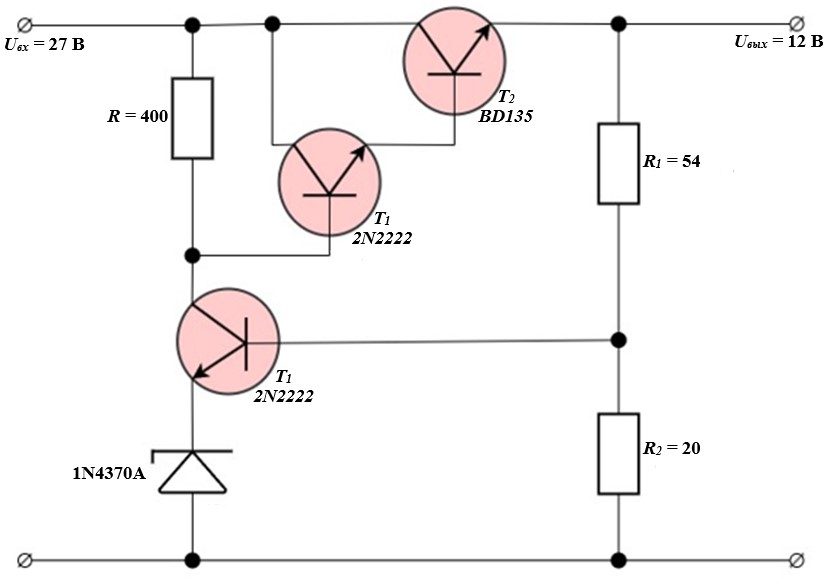 Uвх = 27 В
Uвых = 12 В
R = 400
T2
BD135
R1 = 54
T1
2N2222
T1
2N2222
1N4370A
R2 = 20